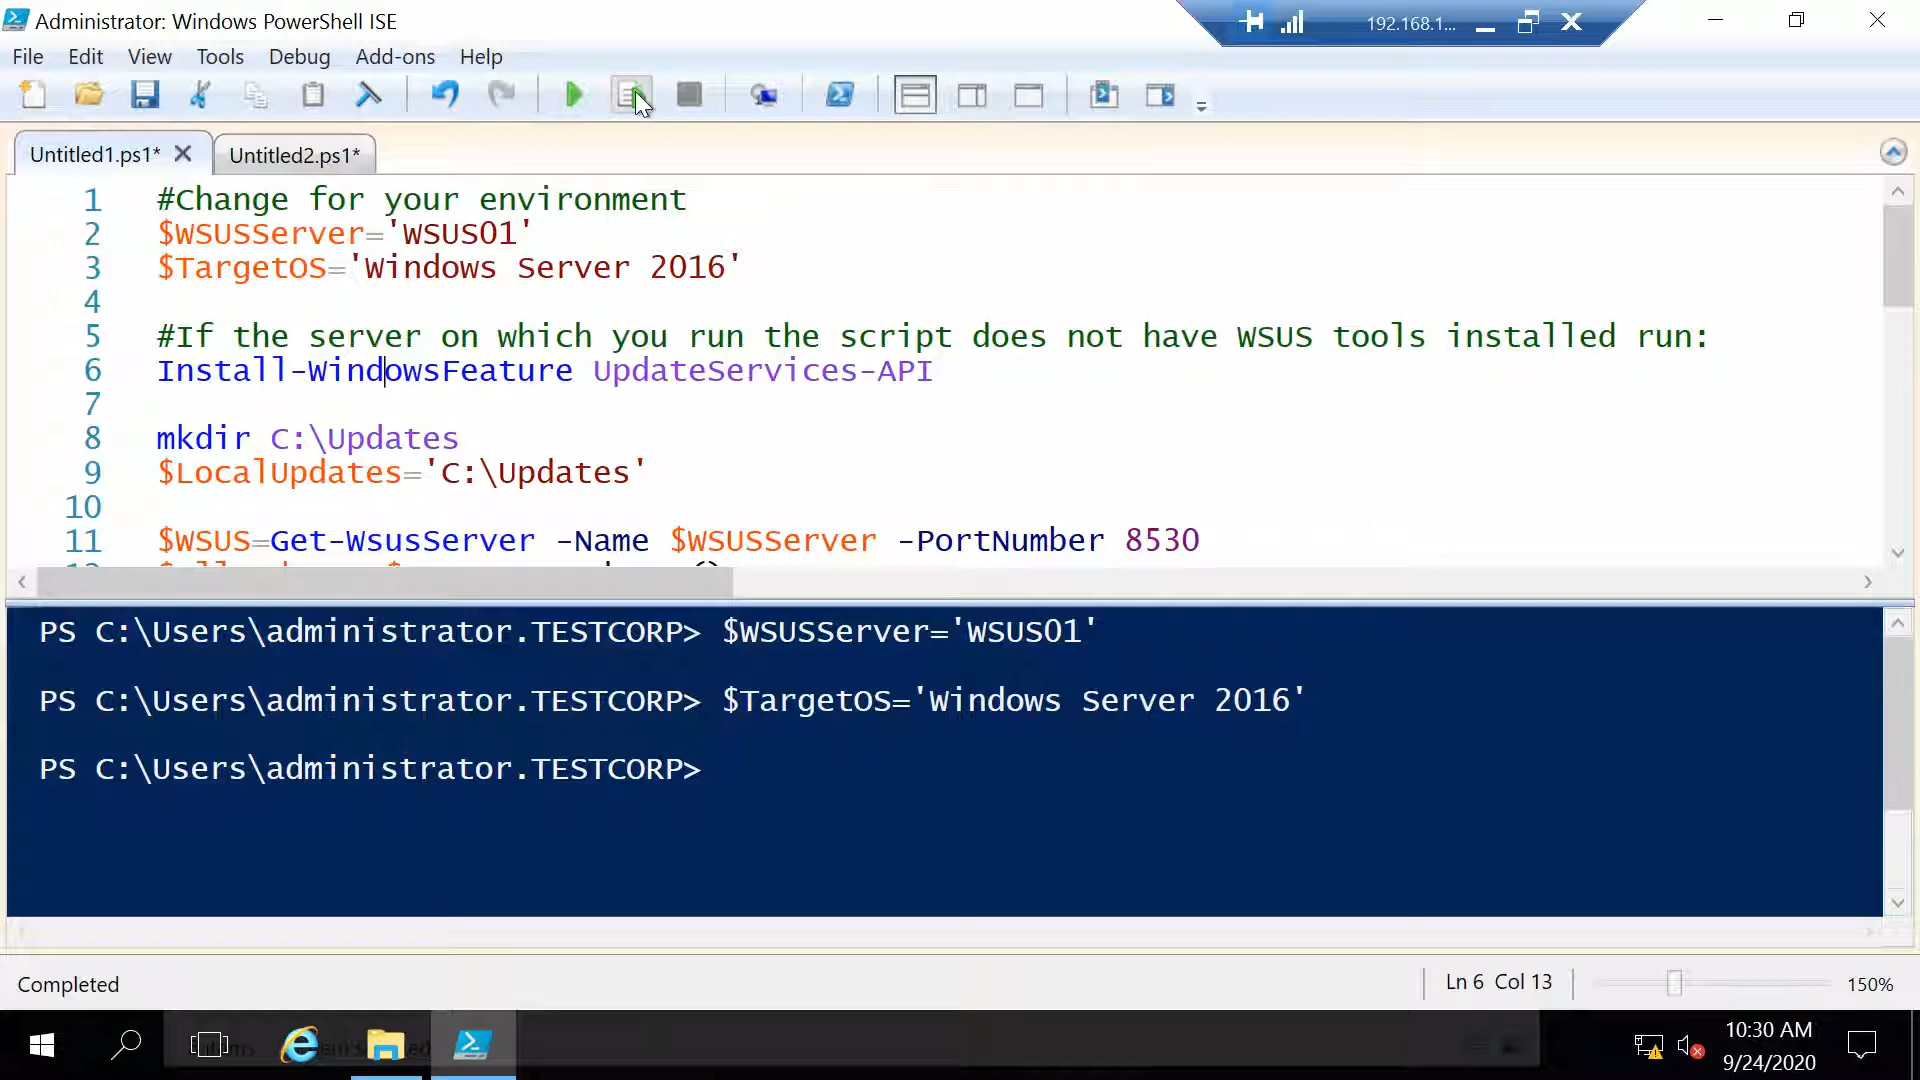 Administrator: Windows PowerShell ISE
192.168.1...
File Edit View Tools Debug Add-ons Help
Untitled1.ps1* Untitled2.ps1*
1 #Change for your environment
2 $WSUSServer='WSUS01'
3 $TargetOS='Windows Server 2016'
4
5 #If the server on which you run the script does not have WSUS tools installed run:
6 Install-WindowsFeature UpdateServices-API
7
8 mkdir C:\Updates
9 $LocalUpdates='C:\Updates'
10
11 $WSUS=Get-WsusServer -Name $WSUSServer -PortNumber 8530
PS C:\Users\administrator.TESTCORP> $WSUSServer='WSUS01'
PS C:\Users\administrator.TESTCORP> $TargetOS='Windows Server 2016'
PS C:\Users\administrator.TESTCORP>
Completed
Ln 6 Col 13
150%
10:30 AM
9/24/2020